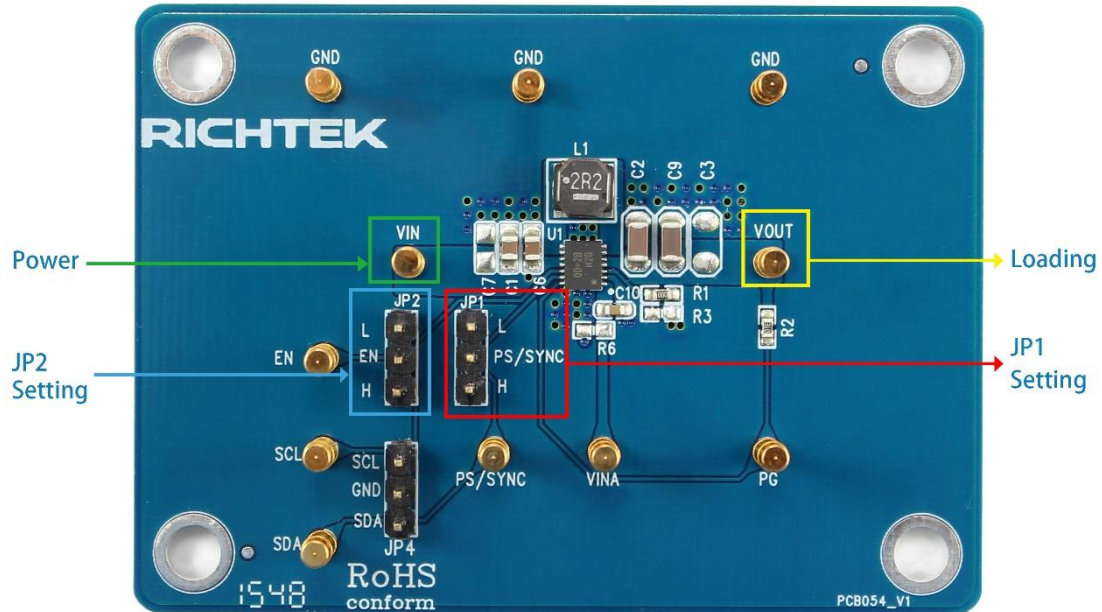 GND
GND
GND
RICHTEK
L1
C2
C9
C3
2R2
VIN
U1
VOUT
Power
Loading
C7
C1
C6
JP2
JP1
C10
R1
R3
R2
R6
L
EN
H
L
PS/SYNC
H
EN
JP2
Setting
JP1
Setting
SCL
SCL
GND
SDA
PS/SYNC
VINA
PG
SDA
JP4
1548
RoHS
conform
PCB054_V1